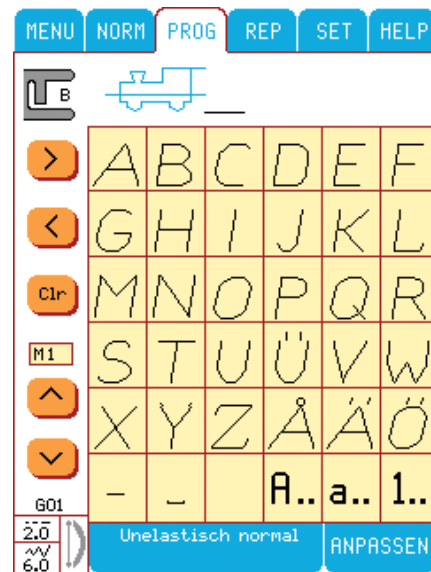 MENU NORM PROG REP SET HELP
B
> A B C D E F
< G H I J K L
Clr M N O P Q R
M1 S T U Ü V W
X Y Z Å Ä Ö
– ⎵ A.. a.. 1..
G01
2.0 Unelastisch normal ANPASSEN
6.0